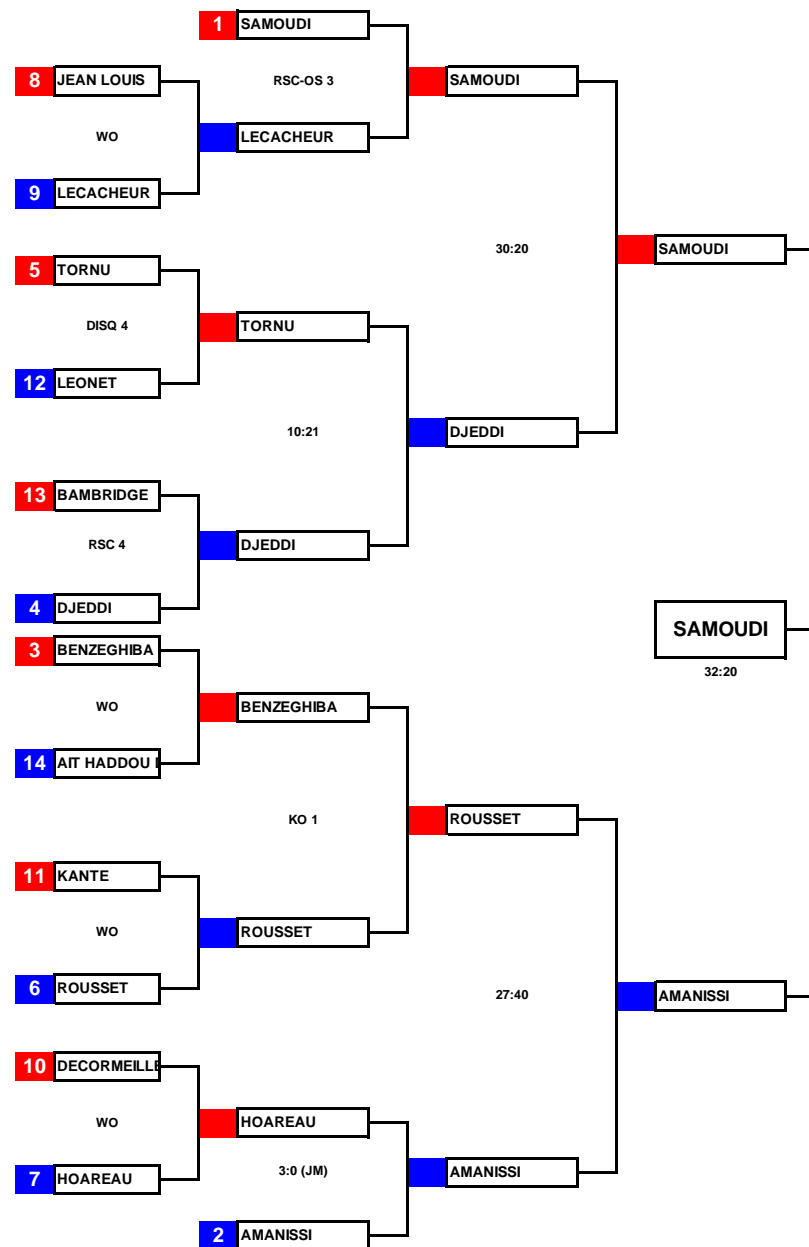 1 SAMOUDI
8 JEAN LOUIS
RSC-OS 3
SAMOUDI
WO
LECACHEUR
9 LECACHEUR
30:20
SAMOUDI
5 TORNU
DISQ 4
TORNU
12 LEONET
10:21
DJEDDI
13 BAMBRIDGE
RSC 4
DJEDDI
4 DJEDDI
SAMOUDI
32:20
3 BENZEGHIBA
WO
BENZEGHIBA
14 AIT HADDOU
KO 1
ROUSSET
11 KANTE
WO
ROUSSET
6 ROUSSET
27:40
AMANISSI
10 DECORMEILLE
WO
HOAREAU
7 HOAREAU
3:0 (JM)
AMANISSI
2 AMANISSI